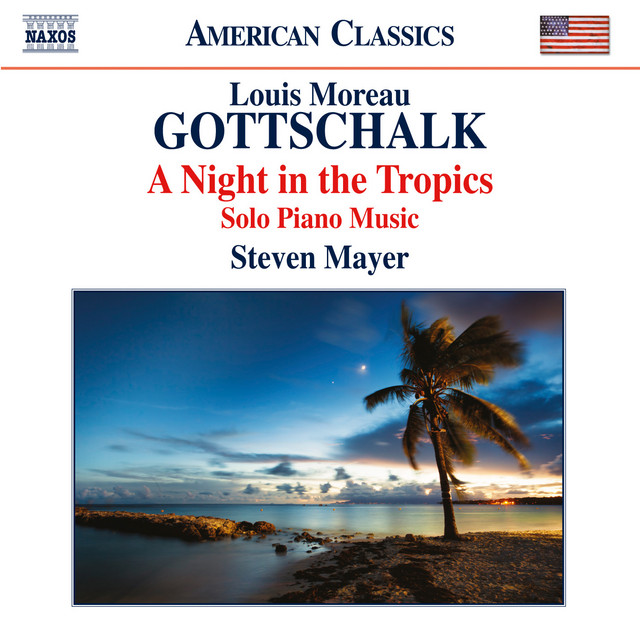 NAXOS
AMERICAN CLASSICS
Louis Moreau
GOTTSCHALK
A Night in the Tropics
Solo Piano Music
Steven Mayer